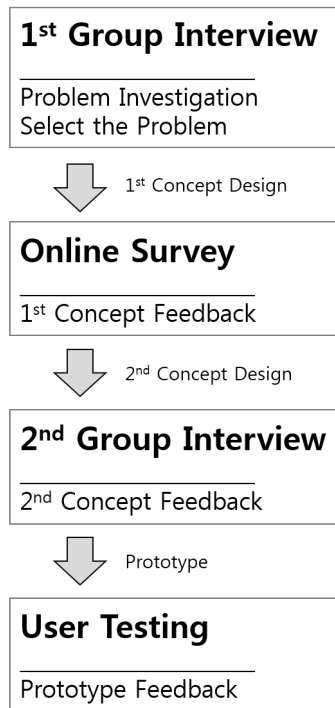 1st Group Interview
Problem Investigation
Select the Problem
1st Concept Design
Online Survey
1st Concept Feedback
2nd Concept Design
2nd Group Interview
2nd Concept Feedback
Prototype
User Testing
Prototype Feedback